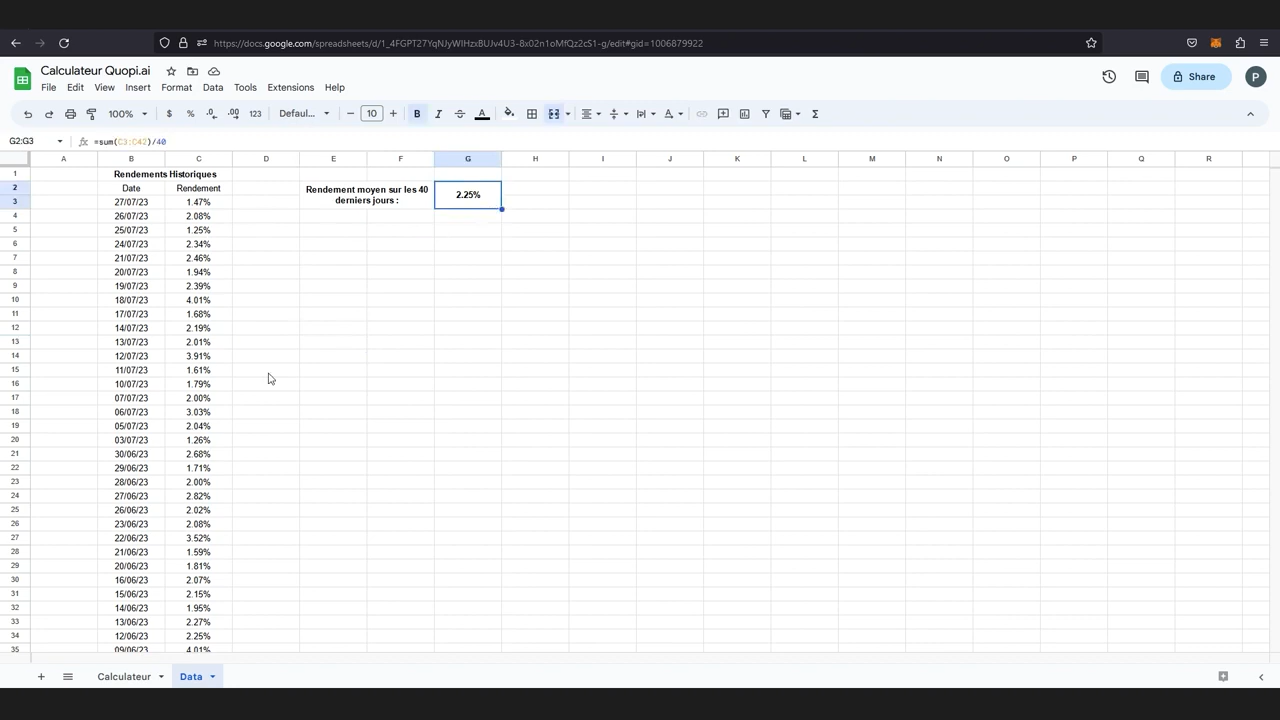 https://docs.google.com/spreadsheets/d/1_4FGPT27YqNJyWIHzxBUJv4U3-8x02n1oMfQz2cS1-g/edit#gid=1006879922
Calculateur Quopi.ai
File Edit View Insert Format Data Tools Extensions Help
Share
P
100% $ % .0 .00 123 Defaul... 10 B I A
G2:G3 fx =sum(C3:C42)/40
A B C D E F G H I J K L M N O P Q R
1 Rendements Historiques
2 Date Rendement Rendement moyen sur les 40 derniers jours : 2.25%
3 27/07/23 1.47%
4 26/07/23 2.08%
5 25/07/23 1.25%
6 24/07/23 2.34%
7 21/07/23 2.46%
8 20/07/23 1.94%
9 19/07/23 2.39%
10 18/07/23 4.01%
11 17/07/23 1.68%
12 14/07/23 2.19%
13 13/07/23 2.01%
14 12/07/23 3.91%
15 11/07/23 1.61%
16 10/07/23 1.79%
17 07/07/23 2.00%
18 06/07/23 3.03%
19 05/07/23 2.04%
20 03/07/23 1.26%
21 30/06/23 2.68%
22 29/06/23 1.71%
23 28/06/23 2.00%
24 27/06/23 2.82%
25 26/06/23 2.02%
26 23/06/23 2.08%
27 22/06/23 3.52%
28 21/06/23 1.59%
29 20/06/23 1.81%
30 16/06/23 2.07%
31 15/06/23 2.15%
32 14/06/23 1.95%
33 13/06/23 2.27%
34 12/06/23 2.25%
35 09/06/23 4.01%
Calculateur Data